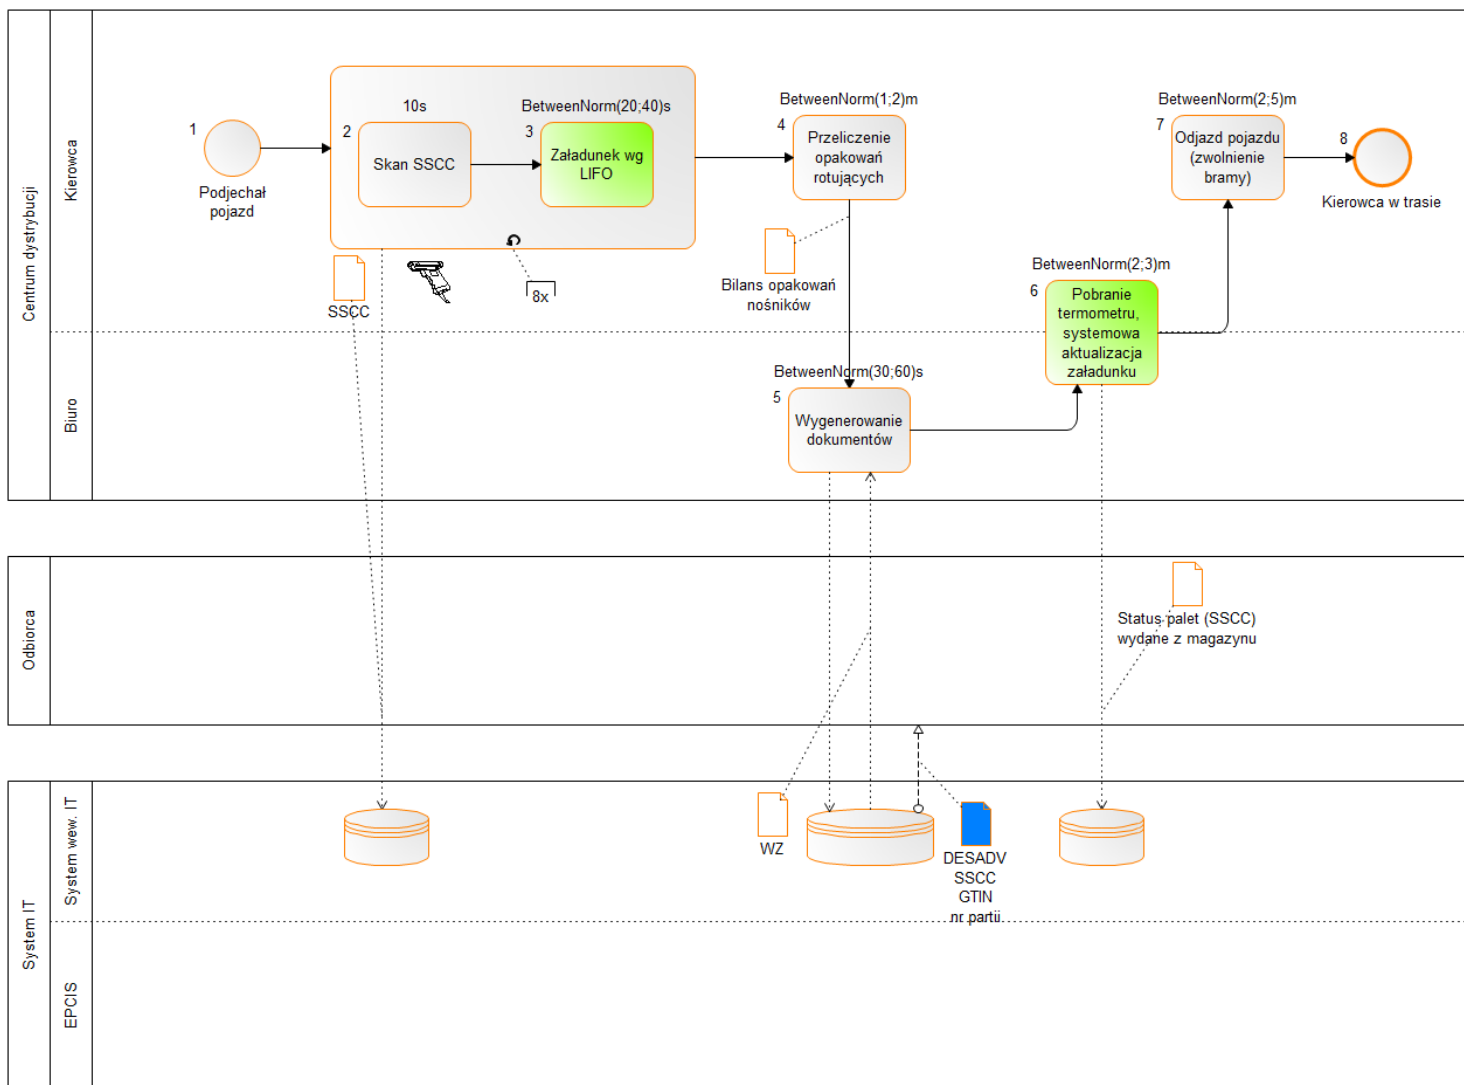 Centrum dystrybucji
Kierowca
Biuro
1
Podjechał
pojazd
10s
2
Skan SSCC
BetweenNorm(20;40)s
3
Załadunek wg
LIFO
8x
SSCC
BetweenNorm(1;2)m
4
Przeliczenie
opakowań
rotujących
Bilans opakowań
nośników
BetweenNorm(30;60)s
5
Wygenerowanie
dokumentów
BetweenNorm(2;3)m
6
Pobranie
termometru,
systemowa
aktualizacja
załadunku
BetweenNorm(2;5)m
7
Odjazd pojazdu
(zwolnienie
bramy)
8
Kierowca w trasie
Odbiorca
Status palet (SSCC)
wydane z magazynu
System IT
System wew. IT
EPCIS
WZ
DESADV
SSCC
GTIN
nr partii